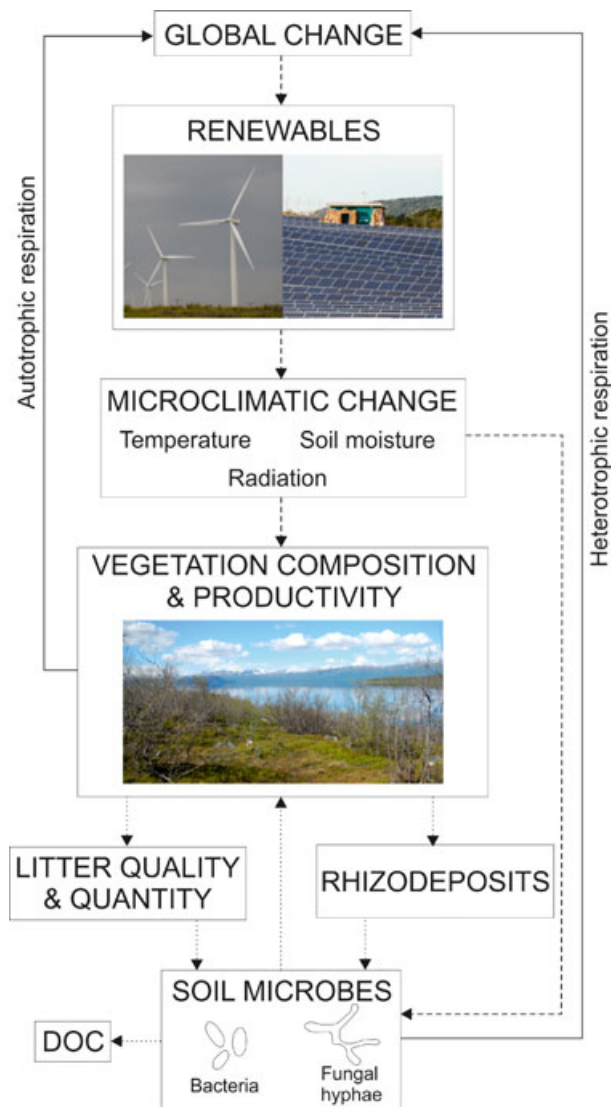 GLOBAL CHANGE
RENEWABLES
Autotrophic respiration
Heterotrophic respiration
MICROCLIMATIC CHANGE
Temperature Soil moisture
Radiation
VEGETATION COMPOSITION
& PRODUCTIVITY
LITTER QUALITY
& QUANTITY
RHIZODEPOSITS
SOIL MICROBES
DOC
Bacteria
Fungal
hyphae